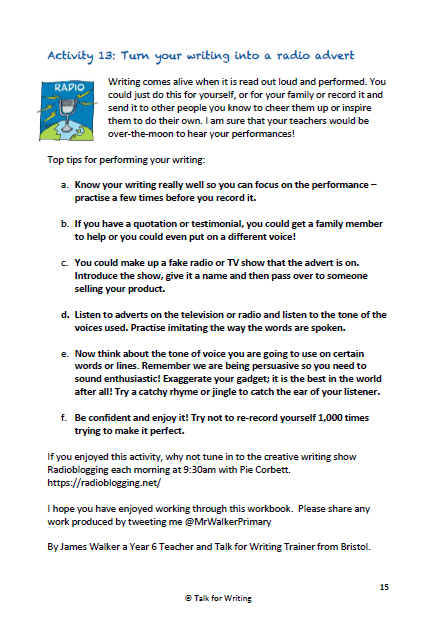 Activity 13: Turn your writing into a radio advert
RADIO
Writing comes alive when it is read out loud and performed. You
could just do this for yourself, or for your family or record it and
send it to other people you know to cheer them up or inspire
them to do their own. I am sure that your teachers would be
over-the-moon to hear your performances!
Top tips for performing your writing:
a. Know your writing really well so you can focus on the performance –
practise a few times before you record it.
b. If you have a quotation or testimonial, you could get a family member
to help or you could even put on a different voice!
c. You could make up a fake radio or TV show that the advert is on.
Introduce the show, give it a name and then pass over to someone
selling your product.
d. Listen to adverts on the television or radio and listen to the tone of the
voices used. Practise imitating the way the words are spoken.
e. Now think about the tone of voice you are going to use on certain
words or lines. Remember we are being persuasive so you need to
sound enthusiastic! Exaggerate your gadget; it is the best in the world
after all! Try a catchy rhyme or jingle to catch the ear of your listener.
f. Be confident and enjoy it! Try not to re-record yourself 1,000 times
trying to make it perfect.
If you enjoyed this activity, why not tune in to the creative writing show
Radioblogging each morning at 9:30am with Pie Corbett.
https://radioblogging.net/
I hope you have enjoyed working through this workbook.  Please share any
work produced by tweeting me @MrWalkerPrimary
By James Walker a Year 6 Teacher and Talk for Writing Trainer from Bristol.
15
© Talk for Writing